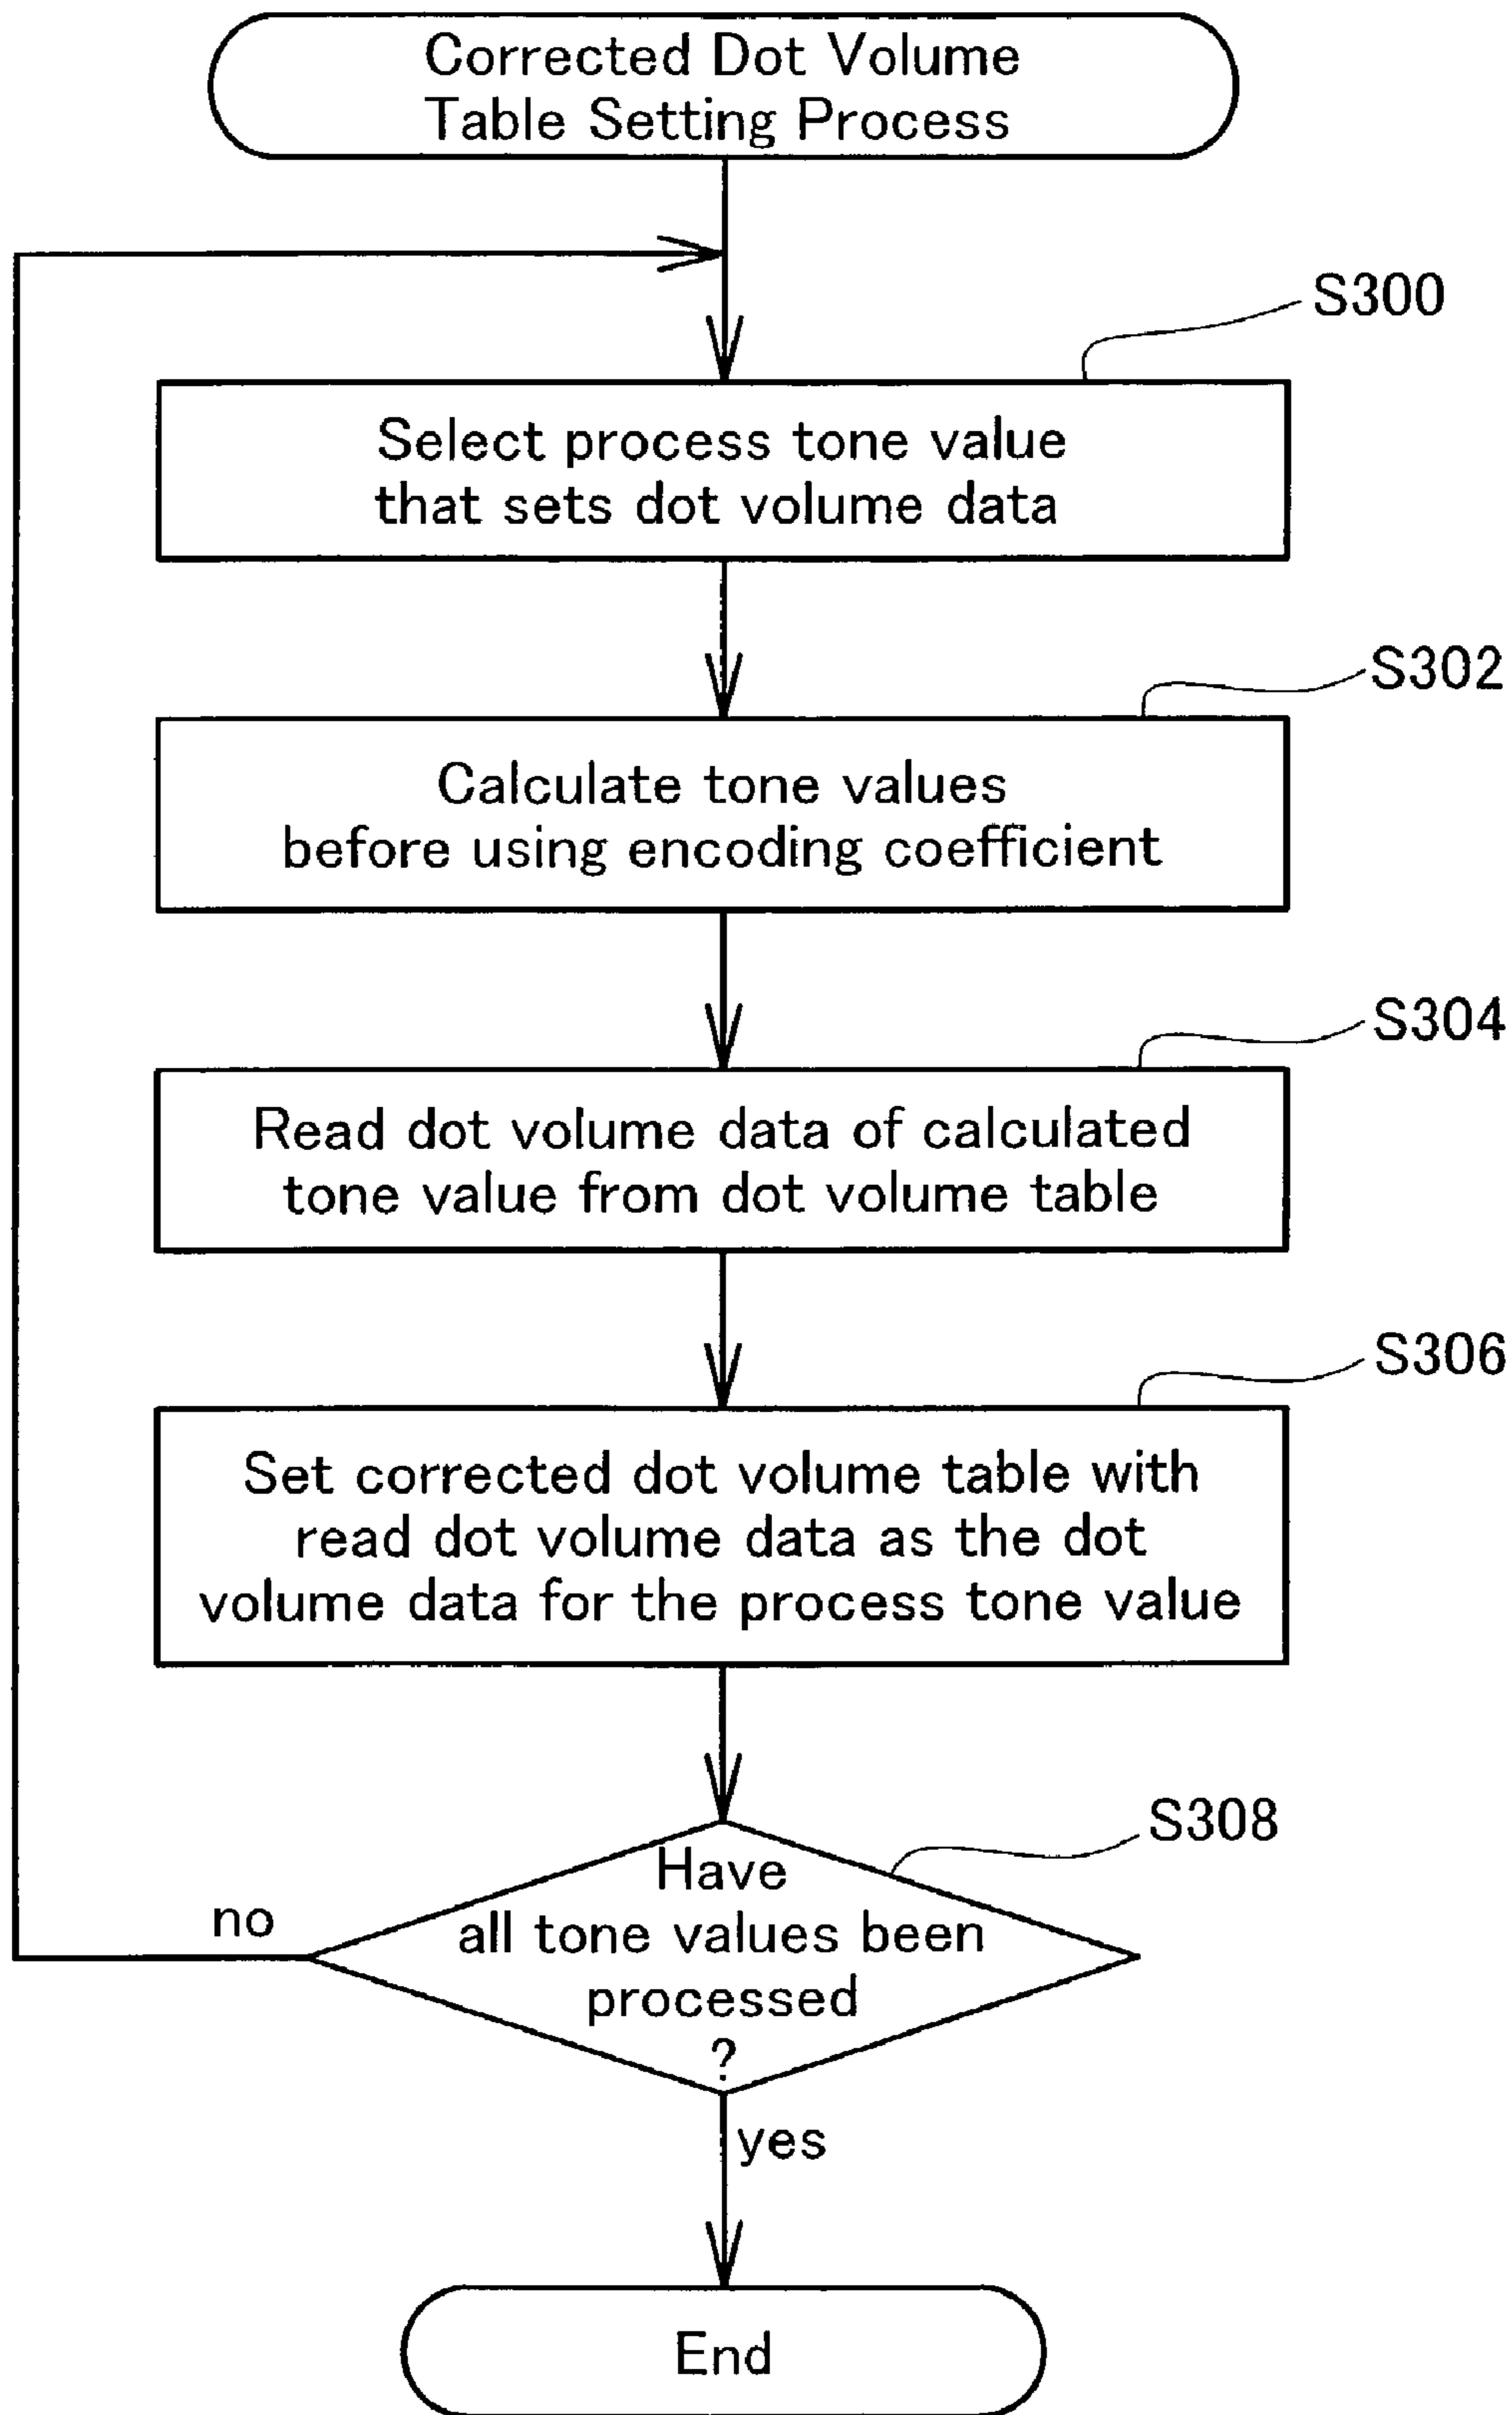 Corrected Dot Volume
Table Setting Process
S300
Select process tone value
that sets dot volume data
S302
Calculate tone values
before using encoding coefficient
S304
Read dot volume data of calculated
tone value from dot volume table
S306
Set corrected dot volume table with
read dot volume data as the dot
volume data for the process tone value
S308
Have
all tone values been
processed
?
no
yes
End